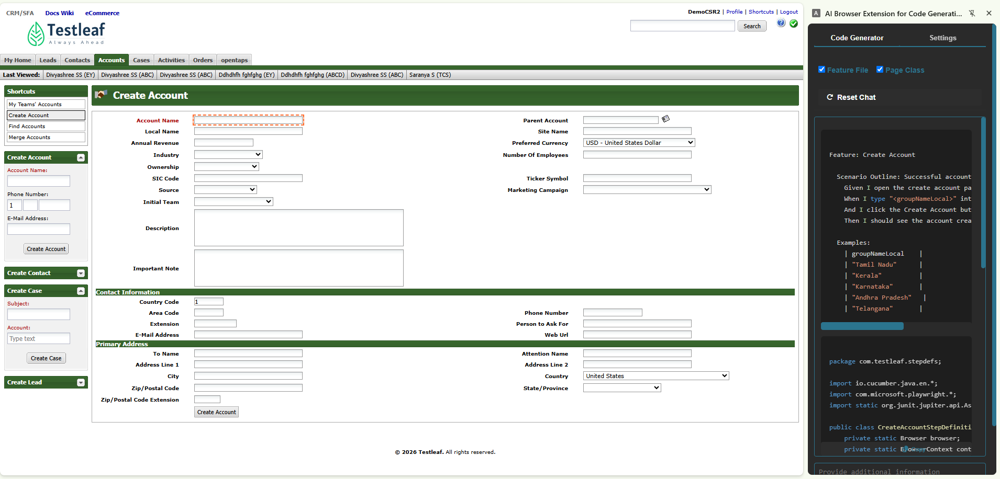 CRM/SFA Docs Wiki eCommerce
DemoCSR2 | Profile | Shortcuts | Logout
Testleaf
Always Ahead
Search
My Home Leads Contacts Accounts Cases Activities Orders opentaps
Last Viewed: Divyashree SS (EY) Divyashree SS (ABC) Divyashree SS (ABC) Ddhdhfh fghfghg (EY) Ddhdhfh fghfghg (ABCD) Divyashree SS (ABC) Saranya S (TCS)
Shortcuts
My Teams' Accounts
Create Account
Find Accounts
Merge Accounts
Create Account
Account Name:
Phone Number:
1
E-Mail Address:
Create Account
Create Contact
Create Case
Subject:
Account:
Type text
Create Case
Create Lead
Create Account
Account Name Parent Account
Local Name Site Name
Annual Revenue Preferred Currency USD - United States Dollar
Industry Number Of Employees
Ownership
SIC Code Ticker Symbol
Source Marketing Campaign
Initial Team
Description
Important Note
Contact Information
Country Code 1
Area Code Phone Number
Extension Person to Ask For
E-Mail Address Web Url
Primary Address
To Name Attention Name
Address Line 1 Address Line 2
City Country United States
Zip/Postal Code State/Province
Zip/Postal Code Extension
Create Account
© 2026 Testleaf. All rights reserved.
A AI Browser Extension for Code Generati...
Code Generator Settings
Feature File Page Class
Reset Chat
Feature: Create Account
Scenario Outline: Successful account
Given I open the create account pa
When I type "<groupNameLocal>" int
And I click the Create Account but
Then I should see the account crea
Examples:
| groupNameLocal |
| "Tamil Nadu" |
| "Kerala" |
| "Karnataka" |
| "Andhra Pradesh" |
| "Telangana" |
package com.testleaf.stepdefs;
import io.cucumber.java.en.*;
import com.microsoft.playwright.*;
import static org.junit.jupiter.api.As
public class CreateAccountStepDefiniti
private static Browser browser;
private static BrowserContext cont
Provide additional information